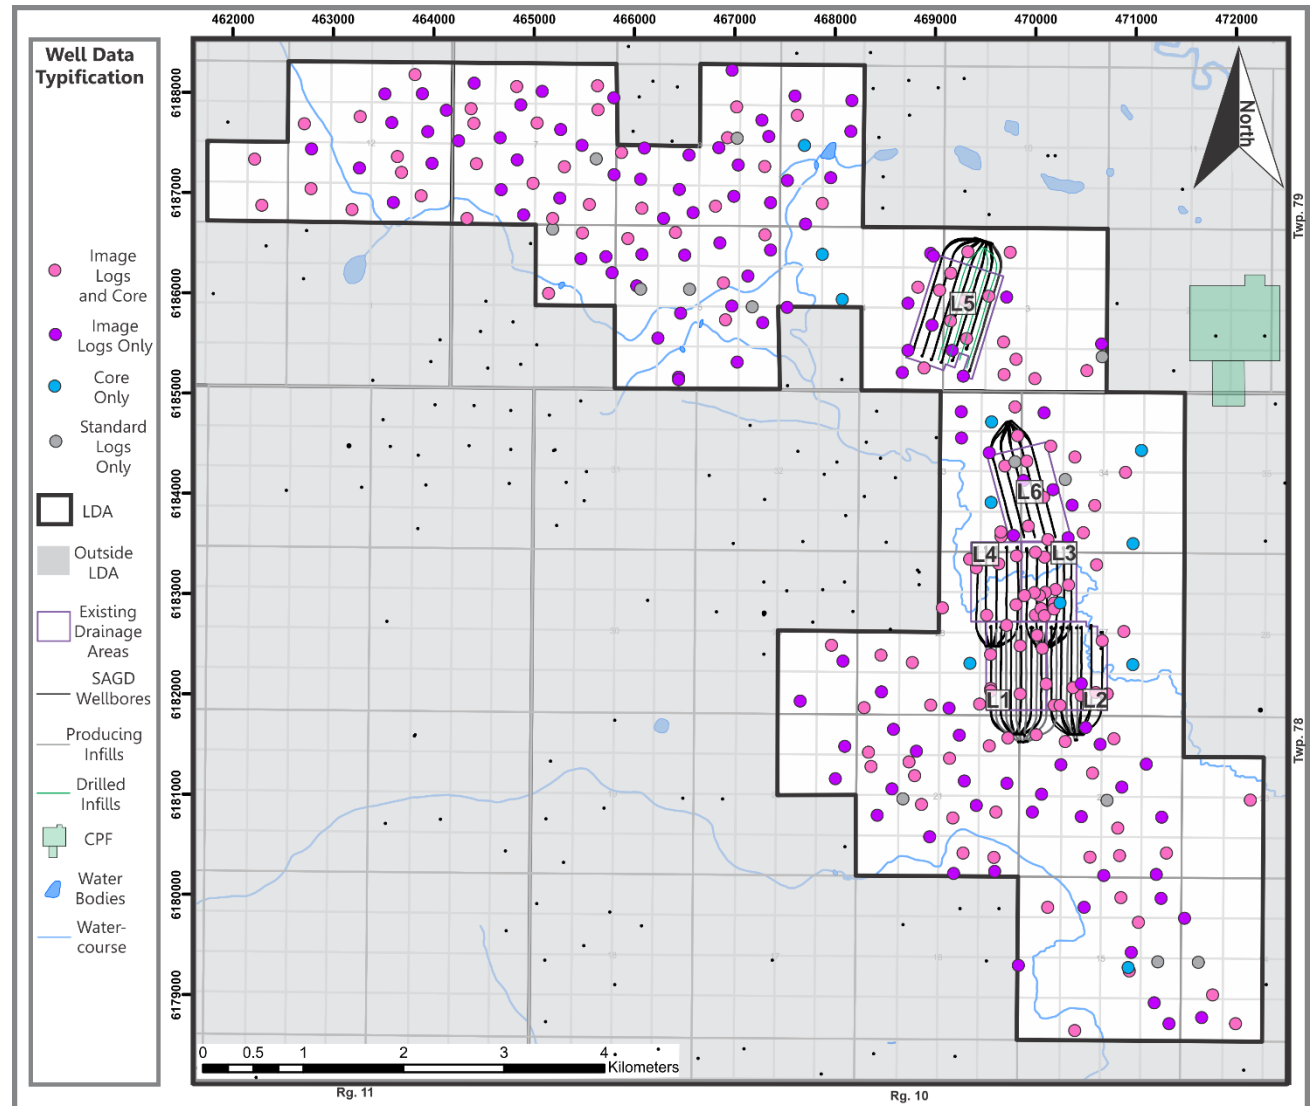 462000 463000 464000 465000 466000 467000 468000 469000 470000 471000 472000
Well Data
Typification
Image
Logs
and Core
Image
Logs Only
Core
Only
Standard
Logs
Only
LDA
Outside
LDA
Existing
Drainage
Areas
SAGD
Wellbores
Producing
Infills
Drilled
Infills
CPF
Water
Bodies
Water-
course
6188000
6187000
6186000
6185000
6184000
6183000
6182000
6181000
6180000
6179000
North
Twp. 79
Twp. 78
L5
L6
L4 L3
L1 L2
0 0.5 1 2 3 4
Kilometers
Rg. 11
Rg. 10